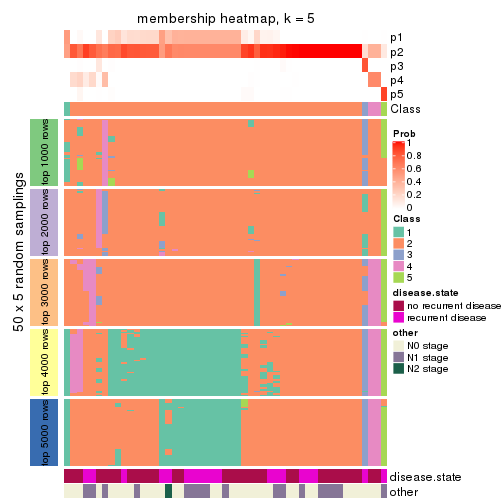 membership heatmap, k = 5
p1
p2
p3
p4
p5
Class
50 x 5 random samplings
top 1000 rows
top 2000 rows
top 3000 rows
top 4000 rows
top 5000 rows
disease.state
other
Prob
1
0.8
0.6
0.4
0.2
0
Class
1
2
3
4
5
disease.state
no recurrent disease
recurrent disease
other
N0 stage
N1 stage
N2 stage